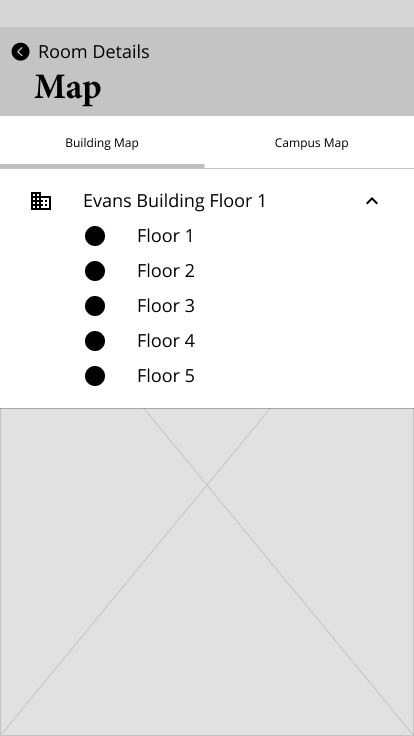 Room Details
Map
Building Map
Campus Map
Evans Building Floor 1
Floor 1
Floor 2
Floor 3
Floor 4
Floor 5